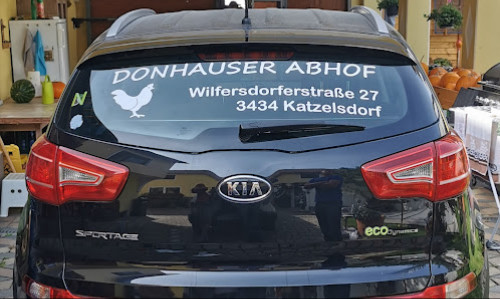 DONHAUSER ABHOF
Wilfersdorferstraße 27
3434 Katzelsdorf
KIA
SPORTAGE
eco